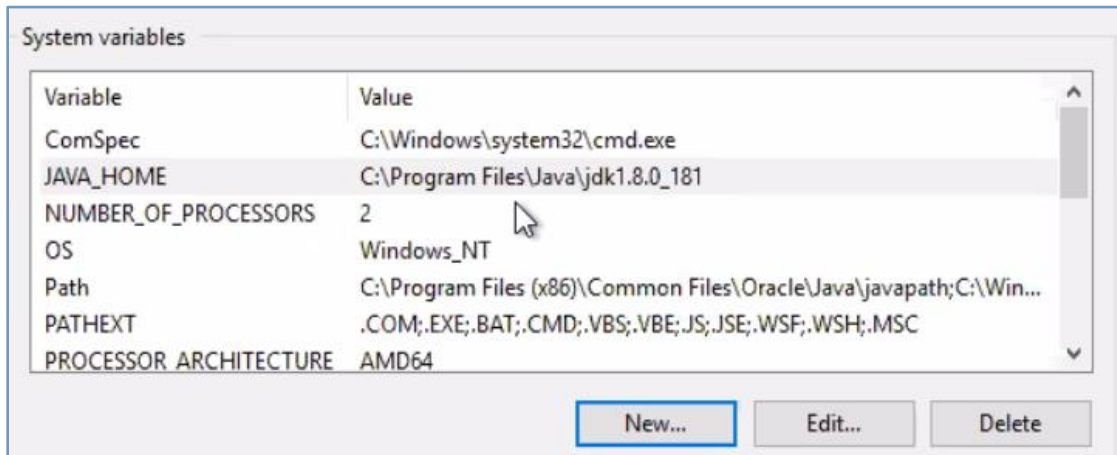 System variables
Variable Value
ComSpec C:\Windows\system32\cmd.exe
JAVA_HOME C:\Program Files\Java\jdk1.8.0_181
NUMBER_OF_PROCESSORS 2
OS Windows_NT
Path C:\Program Files (x86)\Common Files\Oracle\Java\javapath;C:\Win...
PATHEXT .COM;.EXE;.BAT;.CMD;.VBS;.VBE;.JS;.JSE;.WSF;.WSH;.MSC
PROCESSOR_ARCHITECTURE AMD64
New... Edit... Delete